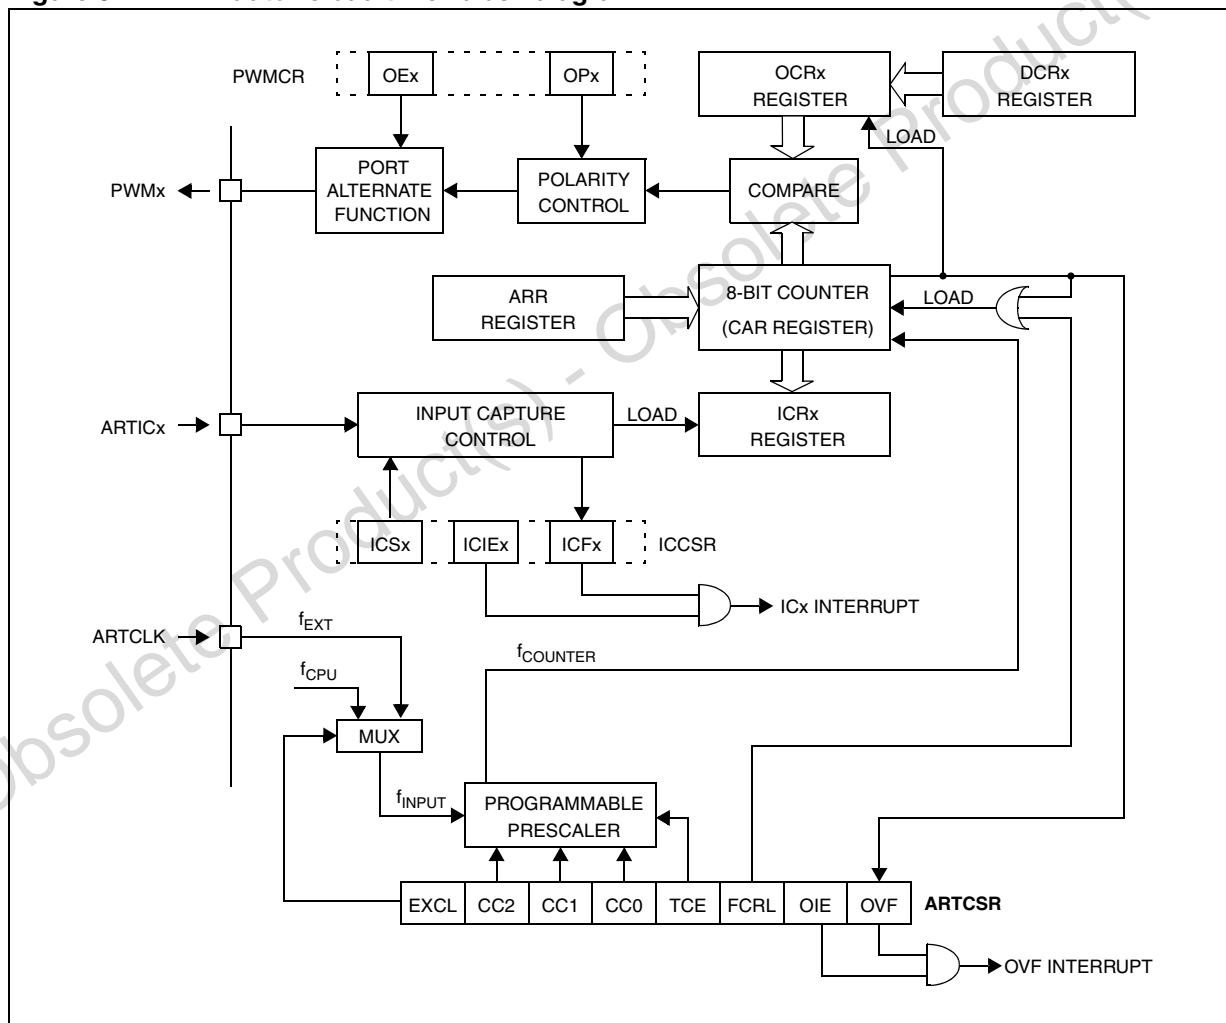 PWMCR
OEx
OPx
OCRx
REGISTER
DCRx
REGISTER
LOAD
PWMx
PORT
ALTERNATE
FUNCTION
POLARITY
CONTROL
COMPARE
ARR
REGISTER
8-BIT COUNTER
(CAR REGISTER)
LOAD
ARTICx
INPUT CAPTURE
CONTROL
LOAD
ICRx
REGISTER
ICSx
ICIEx
ICFx
ICCSR
ICx INTERRUPT
ARTCLK
fEXT
fCPU
fCOUNTER
MUX
fINPUT
PROGRAMMABLE
PRESCALER
EXCL CC2 CC1 CC0 TCE FCRL OIE OVF ARTCSR
OVF INTERRUPT
Obsolete Product(s) - Obsolete Product(